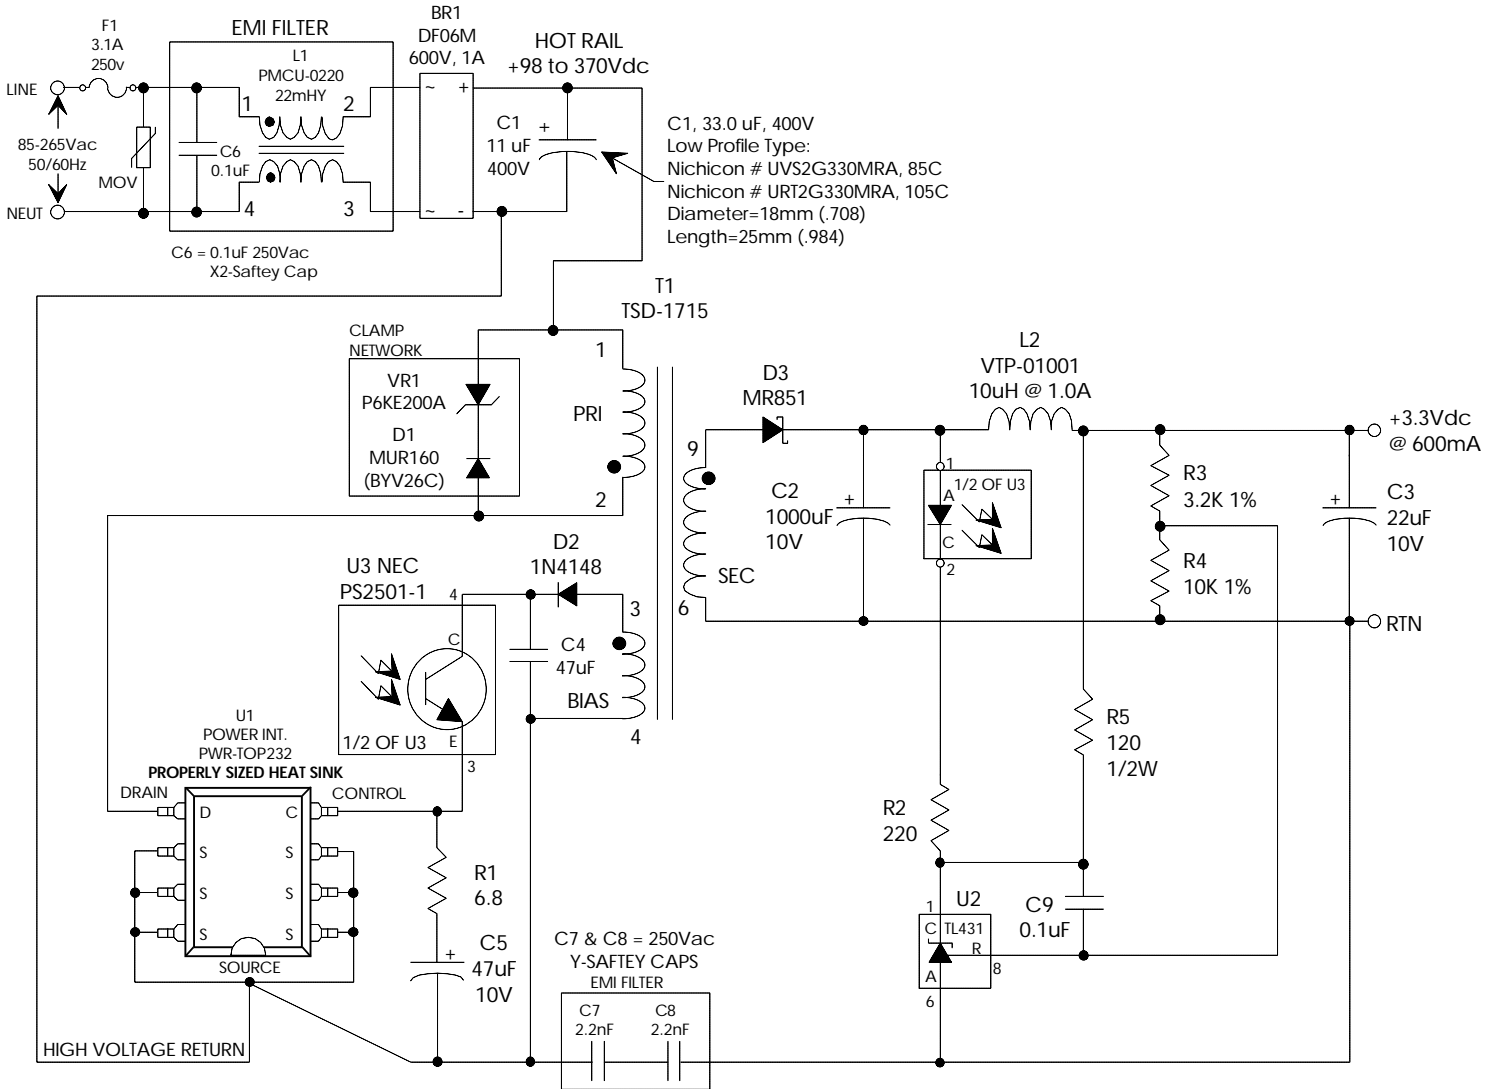 F1
3.1A
250v
LINE
85-265Vac
50/60Hz
NEUT
MOV
EMI FILTER
L1
PMCU-0220
22mHY
1
2
C6
0.1uF
4
3
C6 = 0.1uF 250Vac
X2-Saftey Cap
BR1
DF06M
600V, 1A
~
+
~
-
HOT RAIL
+98 to 370Vdc
C1
11 uF
400V
+
C1, 33.0 uF, 400V
Low Profile Type:
Nichicon # UVS2G330MRA, 85C
Nichicon # URT2G330MRA, 105C
Diameter=18mm (.708)
Length=25mm (.984)
T1
TSD-1715
CLAMP
NETWORK
VR1
P6KE200A
D1
MUR160
(BYV26C)
1
PRI
2
9
SEC
6
D3
MR851
C2
1000uF
10V
+
L2
VTP-01001
10uH @ 1.0A
1
1/2 OF U3
A
C
2
R3
3.2K 1%
R4
10K 1%
+
C3
22uF
10V
+3.3Vdc
@ 600mA
RTN
U3 NEC
PS2501-1
4
C
E
1/2 OF U3
3
D2
1N4148
C4
47uF
3
BIAS
4
U1
POWER INT.
PWR-TOP232
PROPERLY SIZED HEAT SINK
DRAIN
CONTROL
D
C
S
S
S
S
S
S
SOURCE
HIGH VOLTAGE RETURN
R1
6.8
+
C5
47uF
10V
C7 & C8 = 250Vac
Y-SAFTEY CAPS
EMI FILTER
C7
2.2nF
C8
2.2nF
R2
220
R5
120
1/2W
1
U2
C
TL431
R
8
A
6
C9
0.1uF